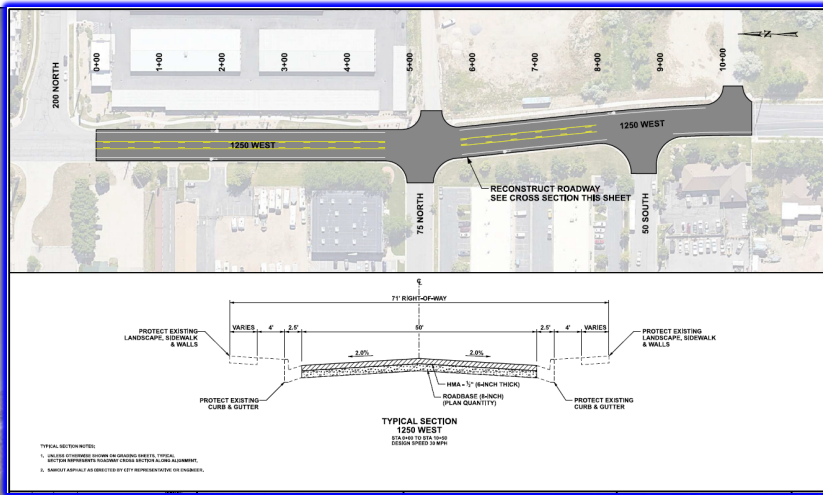 200 NORTH
0+00
1+00
2+00
3+00
4+00
5+00
6+00
7+00
8+00
9+00
10+00
N
1250 WEST
1250 WEST
RECONSTRUCT ROADWAY
SEE CROSS SECTION THIS SHEET
75 NORTH
50 SOUTH
℄
71' RIGHT-OF-WAY
PROTECT EXISTING
LANDSCAPE, SIDEWALK
& WALLS
VARIES
4'
2.5'
50'
2.5'
4'
VARIES
PROTECT EXISTING
LANDSCAPE, SIDEWALK
& WALLS
2.0%
2.0%
HMA - ½" (6-INCH THICK)
ROADBASE (8-INCH)
(PLAN QUANTITY)
PROTECT EXISTING
CURB & GUTTER
PROTECT EXISTING
CURB & GUTTER
TYPICAL SECTION
1250 WEST
STA 0+00 TO STA 10+50
DESIGN SPEED 30 MPH
TYPICAL SECTION NOTES:
1. UNLESS OTHERWISE SHOWN ON GRADING SHEETS, TYPICAL
SECTION REPRESENTS ROADWAY CROSS SECTION ALONG ALIGNMENT.
2. SAWCUT ASPHALT AS DIRECTED BY CITY REPRESENTATIVE OR ENGINEER.